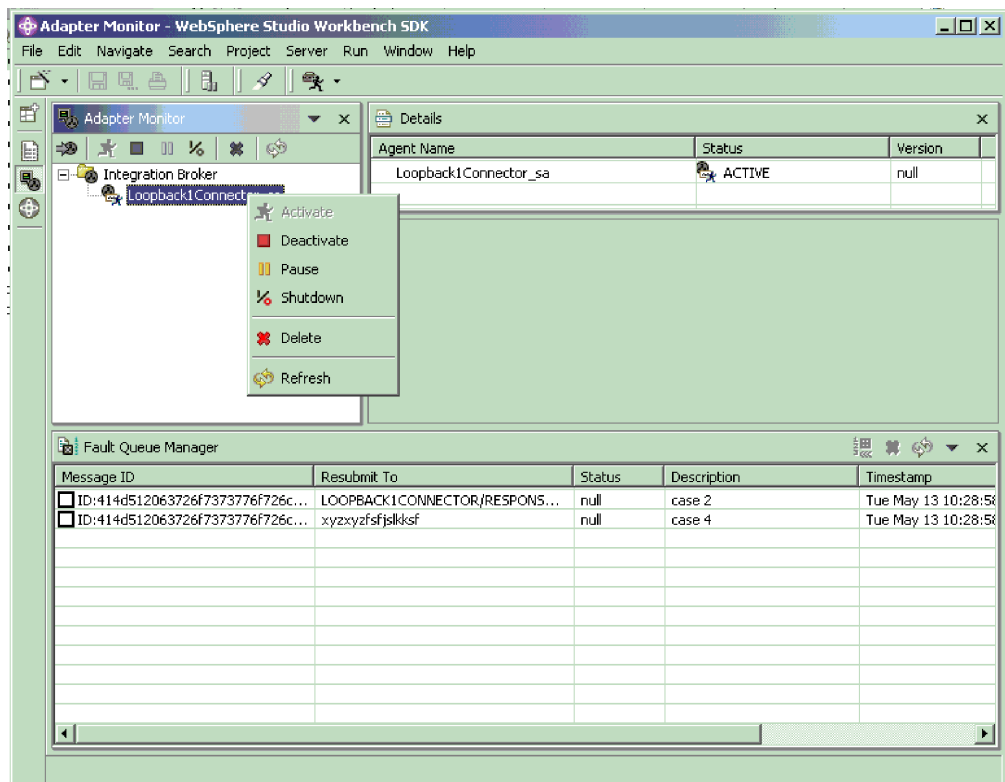 Adapter Monitor - WebSphere Studio Workbench SDK
File Edit Navigate Search Project Server Run Window Help
Adapter Monitor
Details
Agent Name Status Version
Loopback1Connector_sa ACTIVE null
Integration Broker
Loopback1Connector_sa
Activate
Deactivate
Pause
Shutdown
Delete
Refresh
Fault Queue Manager
Message ID Resubmit To Status Description Timestamp
ID:414d512063726f7373776f726c... LOOPBACK1CONNECTOR/RESPONS... null case 2 Tue May 13 10:28:58
ID:414d512063726f7373776f726c... xyzxyzfsfjslkksf null case 4 Tue May 13 10:28:58